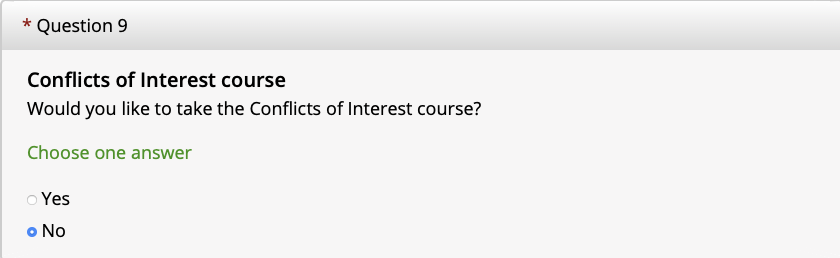 * Question 9
Conflicts of Interest course
Would you like to take the Conflicts of Interest course?
Choose one answer
Yes
No